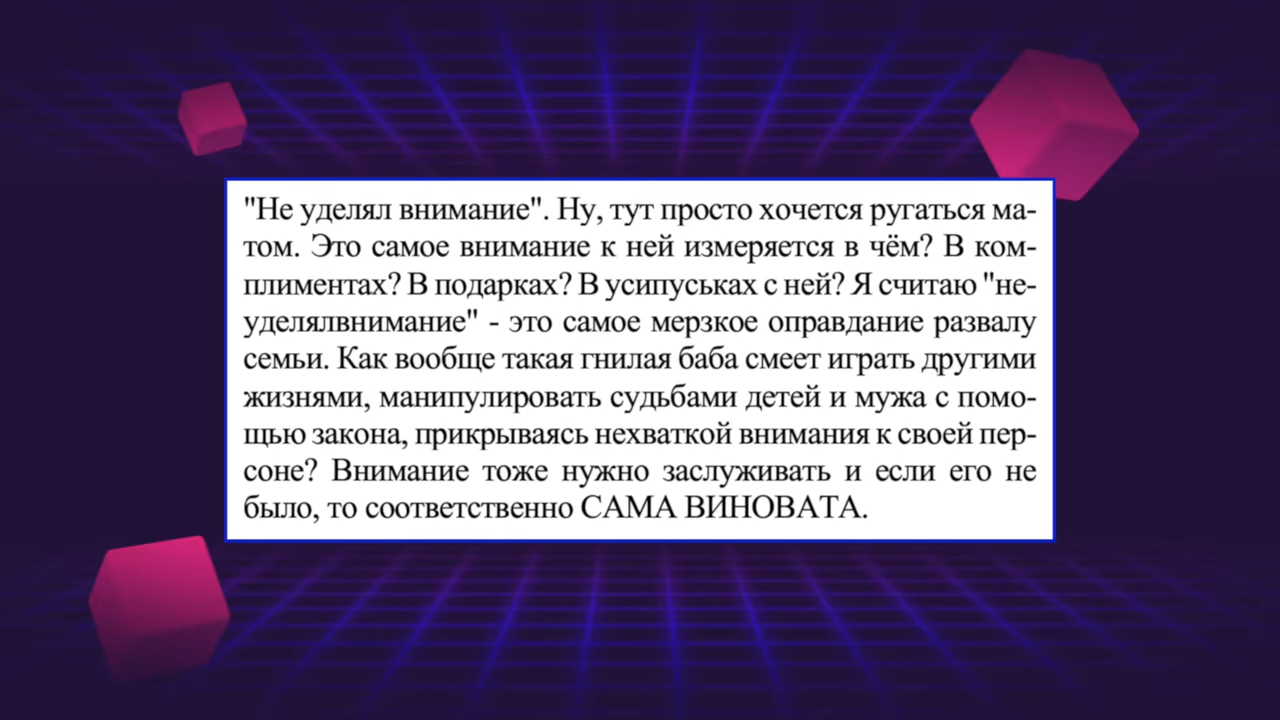 "Не уделял внимание". Ну, тут просто хочется ругаться ма-
том. Это самое внимание к ней измеряется в чём? В ком-
плиментах? В подарках? В усипуськах с ней? Я считаю "не-
уделялвнимание" - это самое мерзкое оправдание развалу
семьи. Как вообще такая гнилая баба смеет играть другими
жизнями, манипулировать судьбами детей и мужа с помо-
щью закона, прикрываясь нехваткой внимания к своей пер-
соне? Внимание тоже нужно заслуживать и если его не
было, то соответственно САМА ВИНОВАТА.